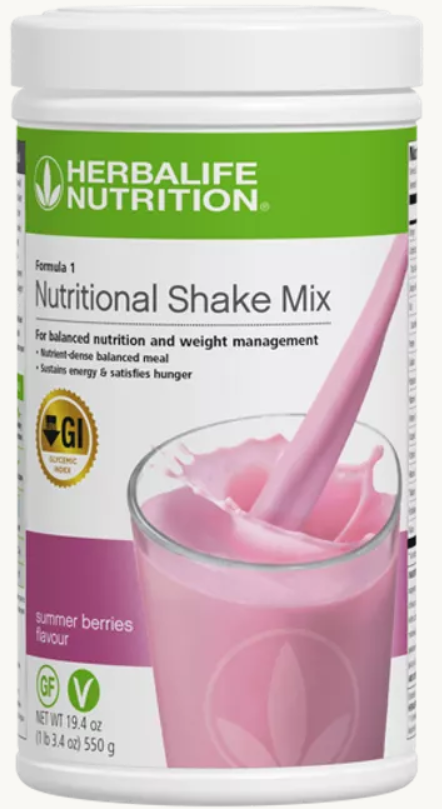 HERBALIFE
NUTRITION®
Formula 1
Nutritional Shake Mix
For balanced nutrition and weight management
• Nutrient-dense balanced meal
• Sustains energy & satisfies hunger
GI
GLYCEMIC
INDEX
summer berries
flavour
GF
V
NET WT 19.4 oz
(1 lb 3.4 oz) 550 g